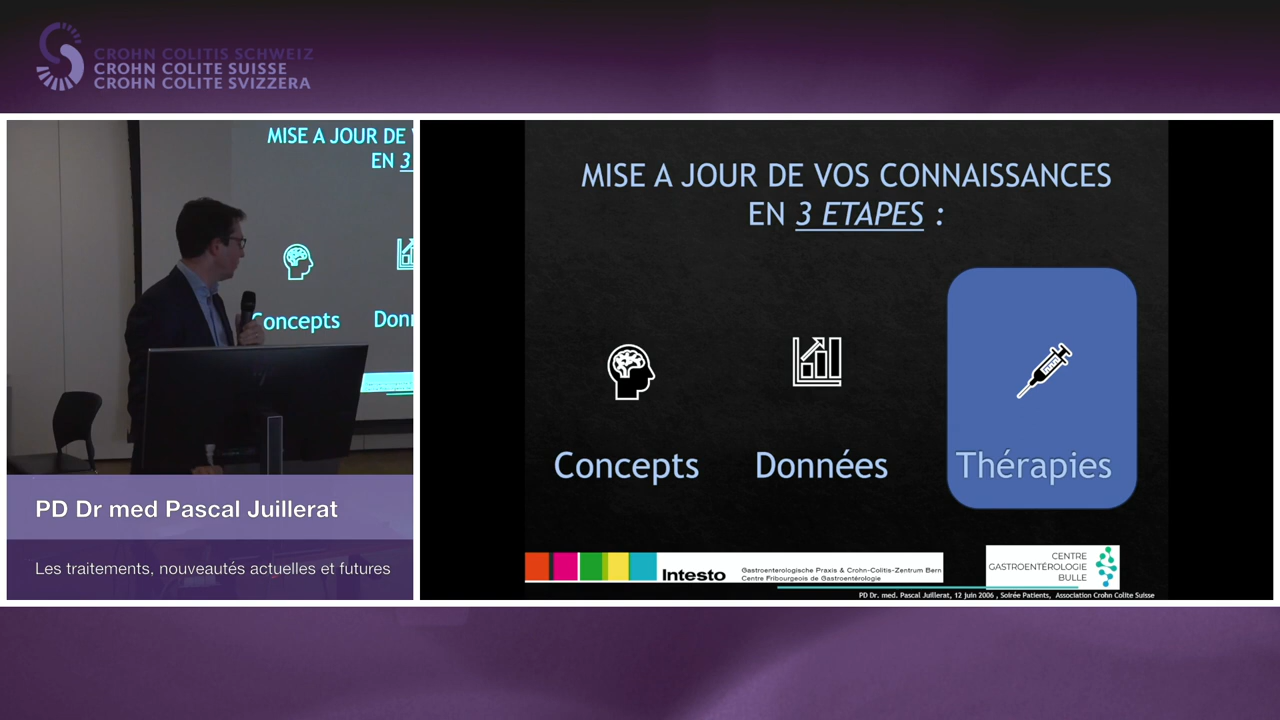 CROHN COLITIS SCHWEIZ
CROHN COLITE SUISSE
CROHN COLITE SVIZZERA
MISE A JOUR DE
EN 3
Concepts
Donn
PD Dr med Pascal Juillerat
Les traitements, nouveautés actuelles et futures
MISE A JOUR DE VOS CONNAISSANCES
EN 3 ETAPES :
Concepts
Données
Thérapies
Intesto
Gastroenterologische Praxis & Crohn-Colitis-Zentrum Bern
Centre Fribourgeois de Gastroentérologie
CENTRE
GASTROENTÉROLOGIE
BULLE
PD Dr. med. Pascal Juillerat, 12 juin 2006 , Soirée Patients, Association Crohn Colite Suisse